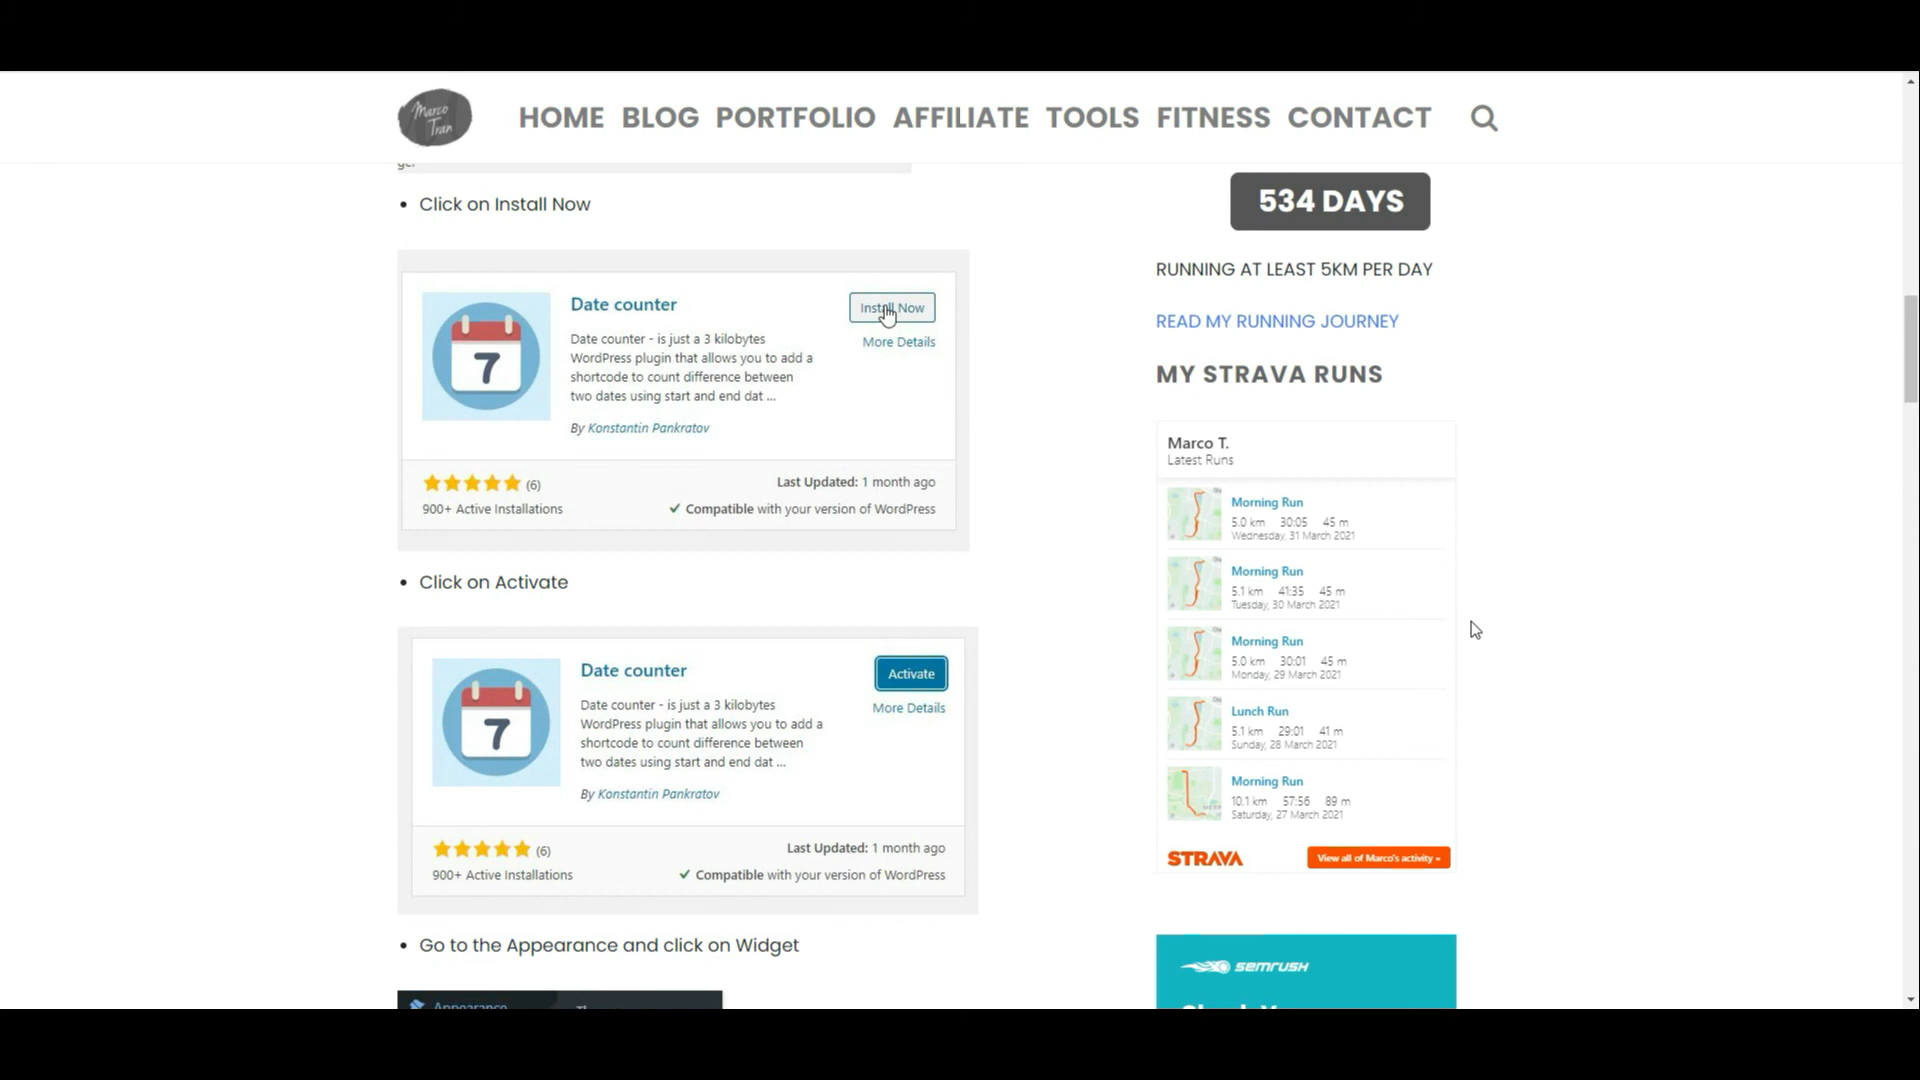 Marco
Tran
HOME BLOG PORTFOLIO AFFILIATE TOOLS FITNESS CONTACT
• Click on Install Now
7
Date counter
Install Now
More Details
Date counter - is just a 3 kilobytes
WordPress plugin that allows you to add a
shortcode to count difference between
two dates using start and end dat ...
By Konstantin Pankratov
(6)
Last Updated: 1 month ago
900+ Active Installations
Compatible with your version of WordPress
• Click on Activate
7
Date counter
Activate
More Details
Date counter - is just a 3 kilobytes
WordPress plugin that allows you to add a
shortcode to count difference between
two dates using start and end dat ...
By Konstantin Pankratov
(6)
Last Updated: 1 month ago
900+ Active Installations
Compatible with your version of WordPress
• Go to the Appearance and click on Widget
Appearance
534 DAYS
RUNNING AT LEAST 5KM PER DAY
READ MY RUNNING JOURNEY
MY STRAVA RUNS
Marco T.
Latest Runs
Morning Run
5.0 km 30:05 45 m
Wednesday, 31 March 2021
Morning Run
5.1 km 41:35 45 m
Tuesday, 30 March 2021
Morning Run
5.0 km 30:01 45 m
Monday, 29 March 2021
Lunch Run
5.1 km 29:01 41 m
Sunday, 28 March 2021
Morning Run
10.1 km 57:56 89 m
Saturday, 27 March 2021
STRAVA
View all of Marco's activity »
semrush